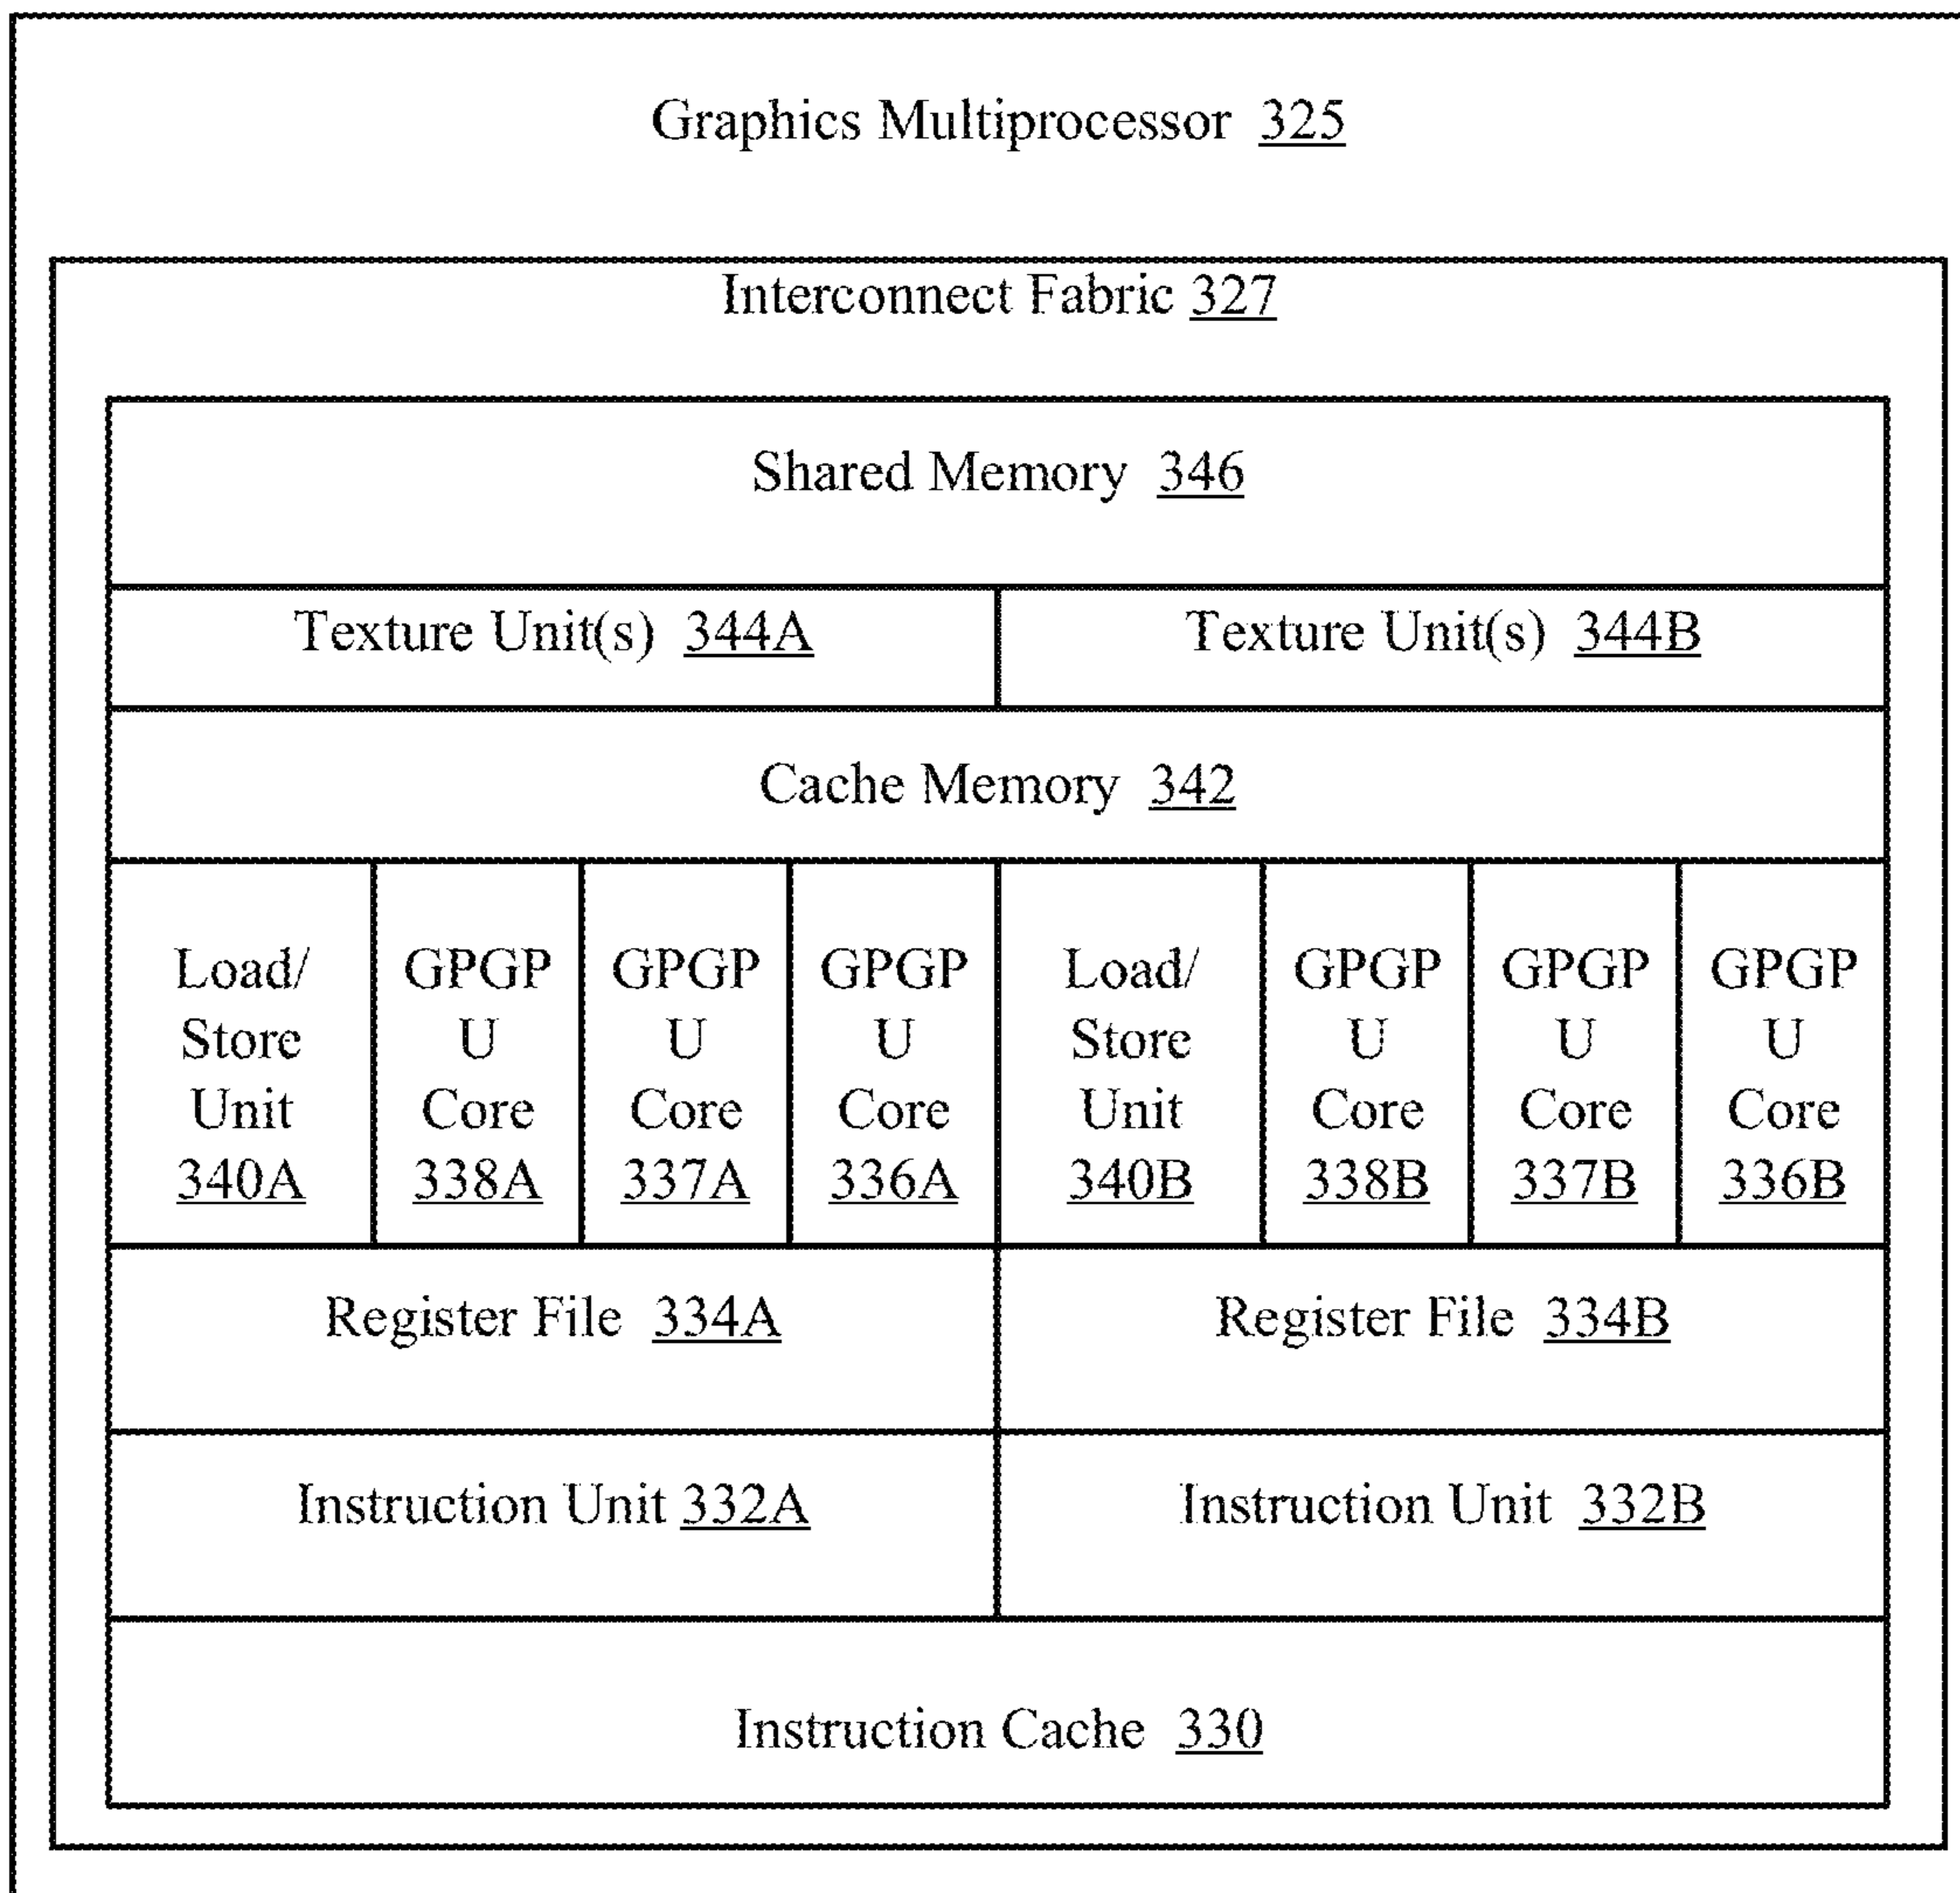 Graphics Multiprocessor 325
Interconnect Fabric 327
Shared Memory 346
Texture Unit(s) 344A
Texture Unit(s) 344B
Cache Memory 342
Load/
Store
Unit
340A
GPGP
U
Core
338A
GPGP
U
Core
337A
GPGP
U
Core
336A
Load/
Store
Unit
340B
GPGP
U
Core
338B
GPGP
U
Core
337B
GPGP
U
Core
336B
Register File 334A
Register File 334B
Instruction Unit 332A
Instruction Unit 332B
Instruction Cache 330